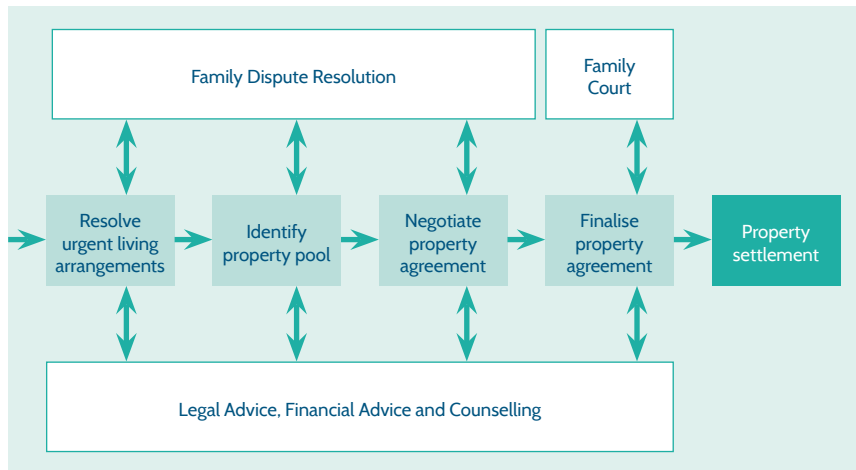 Family Dispute Resolution
Family
Court
Resolve
urgent living
arrangements
Identify
property pool
Negotiate
property
agreement
Finalise
property
agreement
Property
settlement
Legal Advice, Financial Advice and Counselling